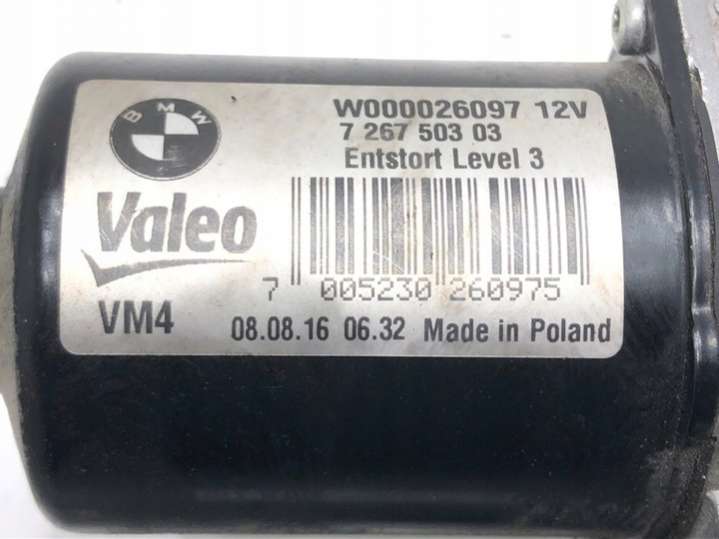 BMW
W000026097 12V
7 267 503 03
Entstort Level 3
Valeo
7 005230 260975
VM4
08.08.16 06.32 Made in Poland